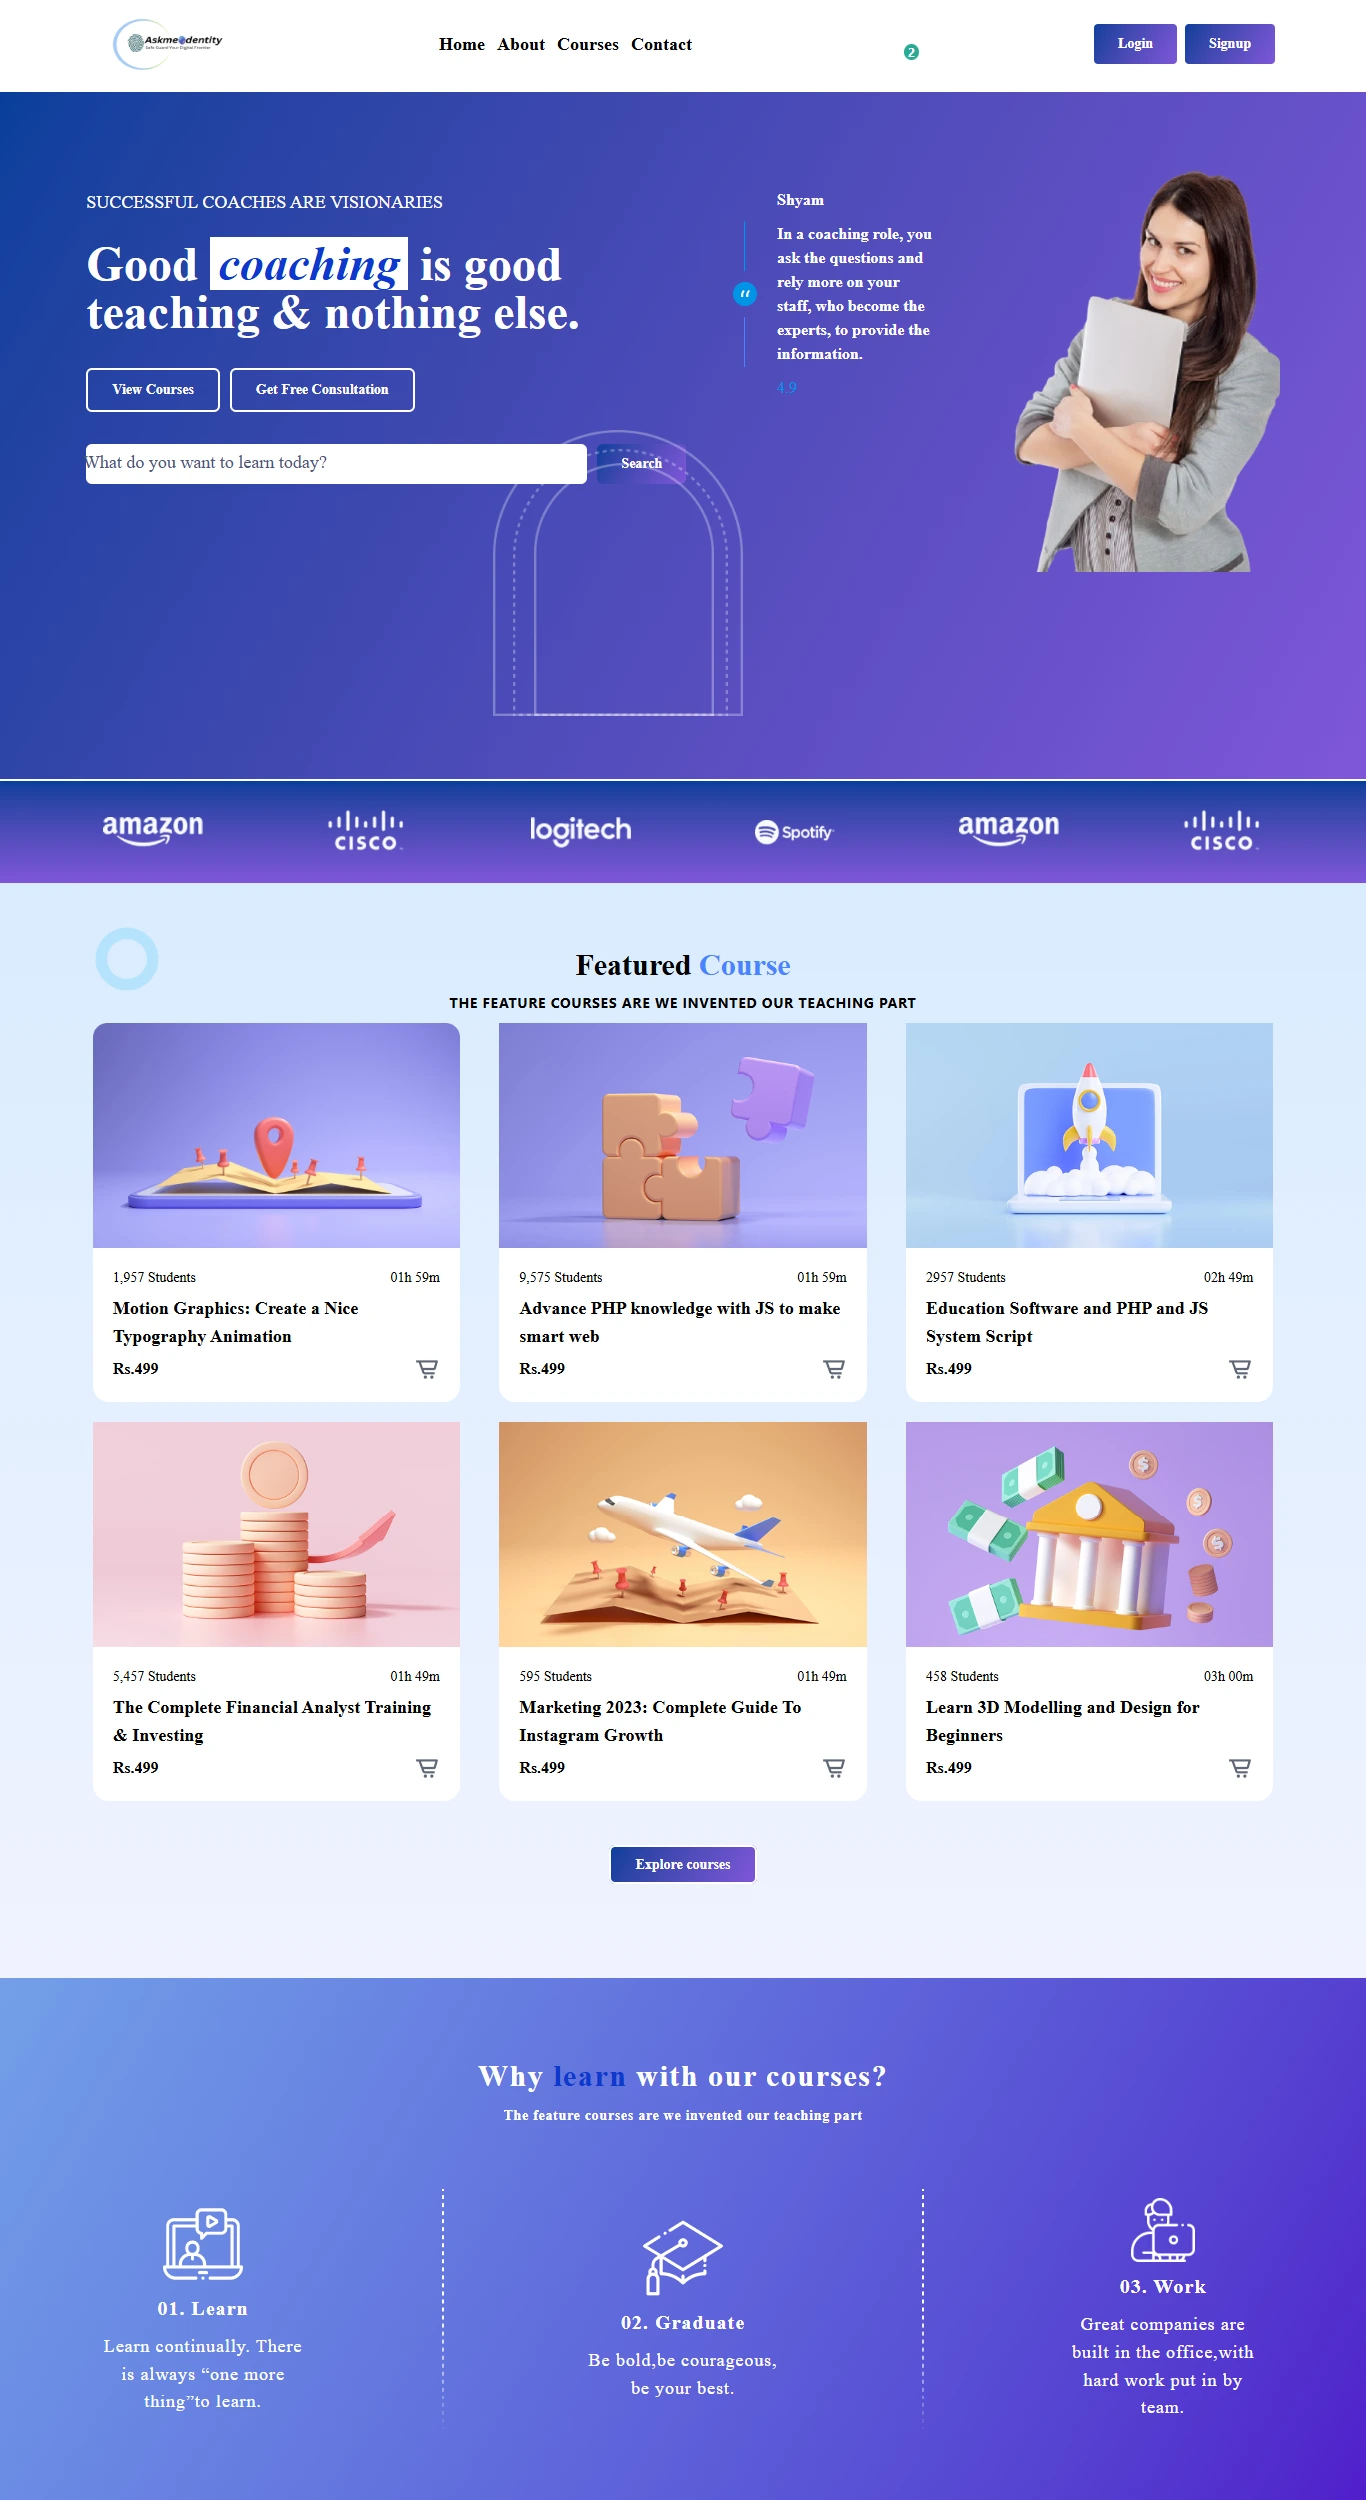 Askme Identity
Safe Guard Your Digital Frontier
Home About Courses Contact
2
Login Signup
SUCCESSFUL COACHES ARE VISIONARIES
Good coaching is good
teaching & nothing else.
View Courses Get Free Consultation
What do you want to learn today? Search
Shyam
In a coaching role, you
ask the questions and
rely more on your
staff, who become the
experts, to provide the
information.
4.9
amazon CISCO logitech Spotify amazon CISCO
Featured Course
THE FEATURE COURSES ARE WE INVENTED OUR TEACHING PART
1,957 Students 01h 59m
Motion Graphics: Create a Nice
Typography Animation
Rs.499
9,575 Students 01h 59m
Advance PHP knowledge with JS to make
smart web
Rs.499
2957 Students 02h 49m
Education Software and PHP and JS
System Script
Rs.499
5,457 Students 01h 49m
The Complete Financial Analyst Training
& Investing
Rs.499
595 Students 01h 49m
Marketing 2023: Complete Guide To
Instagram Growth
Rs.499
458 Students 03h 00m
Learn 3D Modelling and Design for
Beginners
Rs.499
Explore courses
Why learn with our courses?
The feature courses are we invented our teaching part
01. Learn
Learn continually. There
is always “one more
thing”to learn.
02. Graduate
Be bold,be courageous,
be your best.
03. Work
Great companies are
built in the office,with
hard work put in by
team.